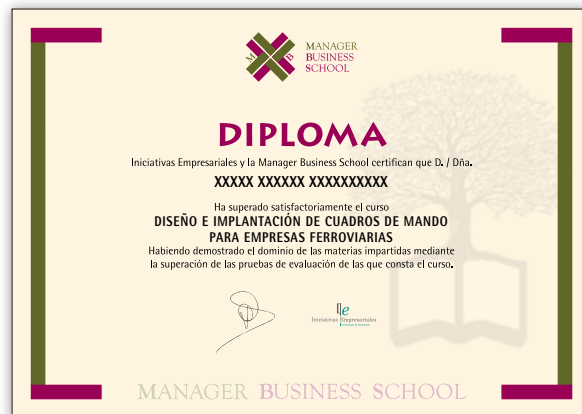 M B
MANAGER
BUSINESS
SCHOOL
DIPLOMA
Iniciativas Empresariales y la Manager Business School certifican que D. / Dña.
XXXXX XXXXXX XXXXXXXXXX
Ha superado satisfactoriamente el curso
DISEÑO E IMPLANTACIÓN DE CUADROS DE MANDO
PARA EMPRESAS FERROVIARIAS
Habiendo demostrado el dominio de las materias impartidas mediante
la superación de las pruebas de evaluación de las que consta el curso.
Ie
Iniciativas Empresariales
MANAGER BUSINESS SCHOOL